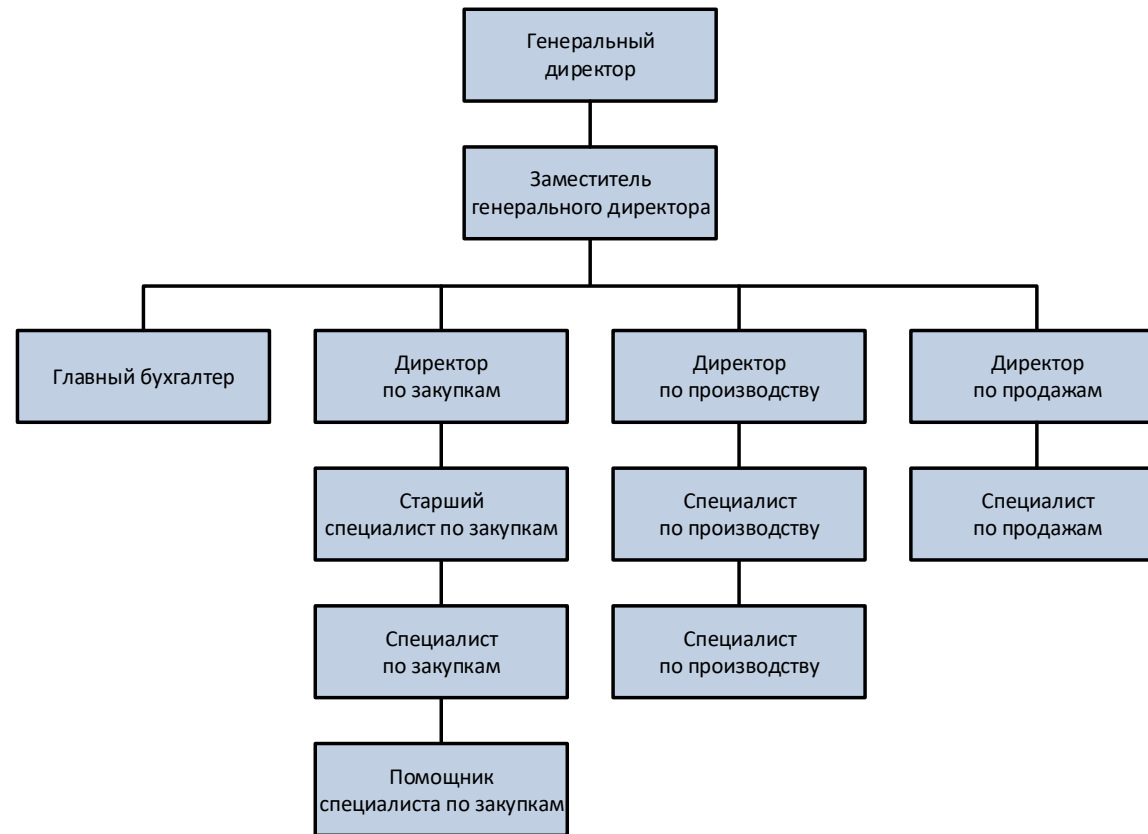 Генеральный
директор
Заместитель
генерального директора
Главный бухгалтер
Директор
по закупкам
Директор
по производству
Директор
по продажам
Старший
специалист по закупкам
Специалист
по производству
Специалист
по продажам
Специалист
по закупкам
Специалист
по производству
Помощник
специалиста по закупкам